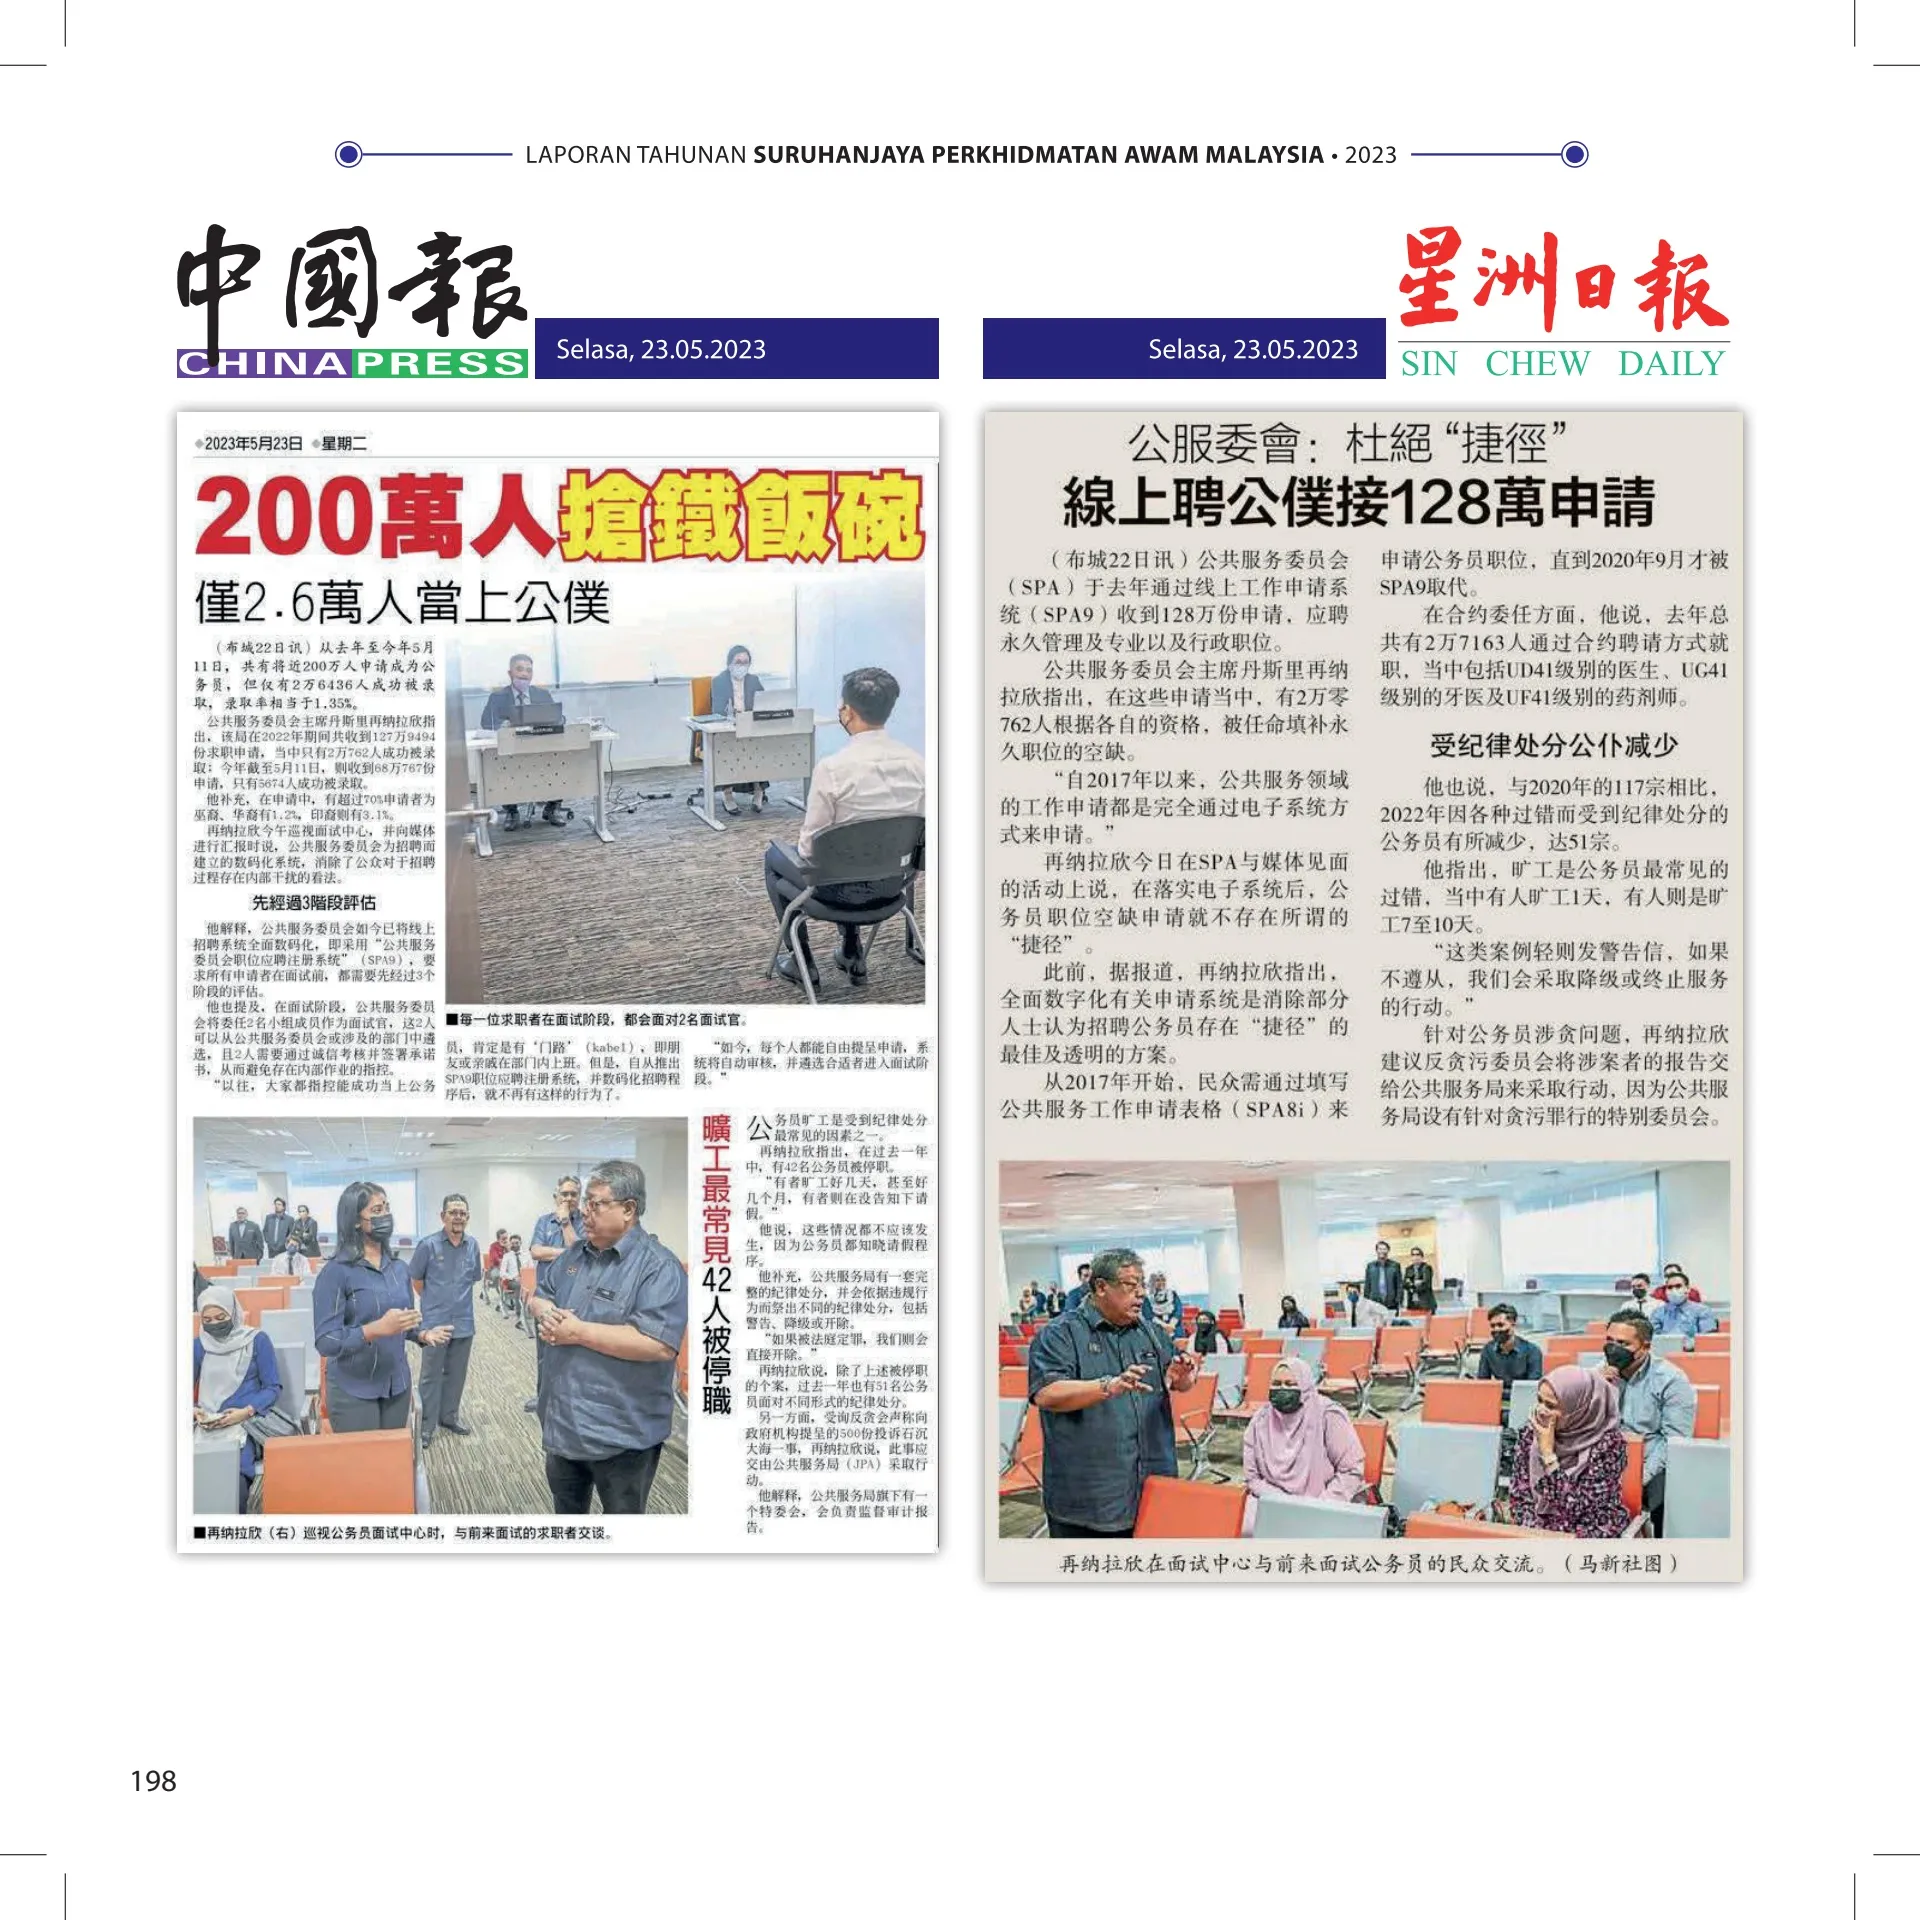 LAPORAN TAHUNAN SURUHANJAYA PERKHIDMATAN AWAM MALAYSIA • 2023
中國報
CHINA PRESS
Selasa, 23.05.2023
◆2023年5月23日 ◆星期二
200萬人搶鐵飯碗
僅2.6萬人當上公僕
（布城22日讯）从去年至今年5月
11日，共有将近200万人申请成为公
务员，但仅有2万6436人成功被录
取，录取率相当于1.35%。
公共服务委员会主席丹斯里再纳拉欣指
出，该局在2022年期间共收到127万9494
份求职申请，当中只有2万762人成功被录
取；今年截至5月11日，则收到68万767份
申请，只有5674人成功被录取。
他补充，在申请中，有超过70%申请者为
巫裔、华裔有1.2%，印裔则有3.1%。
再纳拉欣今午巡视面试中心，并向媒体
进行汇报时说，公共服务委员会为招聘而
建立的数码化系统，消除了公众对于招聘
过程存在内部干扰的看法。
先經過3階段評估
他解释，公共服务委员会如今已将线上
招聘系统全面数码化，即采用“公共服务
委员会职位应聘注册系统”（SPA9），要
求所有申请者在面试前，都需要先经过3个
阶段的评估。
他也提及，在面试阶段，公共服务委员
会将委任2名小组成员作为面试官，这2人
可以从公共服务委员会或涉及的部门中遴
选，且2人需要通过诚信考核并签署承诺
书，从而避免存在内部作业的指控。
“以往，大家都指控能成功当上公务
■每一位求职者在面试阶段，都会面对2名面试官。
员，肯定是有‘门路’（kabel），即朋
友或亲戚在部门内上班。但是，自从推出
SPA9职位应聘注册系统，并数码化招聘程
序后，就不再有这样的行为了。
“如今，每个人都能自由提呈申请，系
统将自动审核，并遴选合适者进入面试阶
段。”
■再纳拉欣（右）巡视公务员面试中心时，与前来面试的求职者交谈。
曠工最常見42人被停職
公务员旷工是受到纪律处分
最常见的因素之一。
再纳拉欣指出，在过去一年
中，有42名公务员被停职。
“有者旷工好几天，甚至好
几个月，有者则在没告知下请
假。”
他说，这些情况都不应该发
生，因为公务员都知晓请假程
序。
他补充，公共服务局有一套完
整的纪律处分，并会依据违规行
为而祭出不同的纪律处分，包括
警告、降级或开除。
“如果被法庭定罪，我们则会
直接开除。”
再纳拉欣说，除了上述被停职
的个案，过去一年也有51名公务
员面对不同形式的纪律处分。
另一方面，受询反贪会声称向
政府机构提呈的500份投诉石沉
大海一事，再纳拉欣说，此事应
交由公共服务局（JPA）采取行
动。
他解释，公共服务局旗下有一
个特委会，会负责监督审计报
告。
Selasa, 23.05.2023
星洲日报
SIN CHEW DAILY
公服委會：杜絕“捷徑”
線上聘公僕接128萬申請
（布城22日讯）公共服务委员会
（SPA）于去年通过线上工作申请系
统（SPA9）收到128万份申请，应聘
永久管理及专业以及行政职位。
公共服务委员会主席丹斯里再纳
拉欣指出，在这些申请当中，有2万零
762人根据各自的资格，被任命填补永
久职位的空缺。
“自2017年以来，公共服务领域
的工作申请都是完全通过电子系统方
式来申请。”
再纳拉欣今日在SPA与媒体见面
的活动上说，在落实电子系统后，公
务员职位空缺申请就不存在所谓的
“捷径”。
此前，据报道，再纳拉欣指出，
全面数字化有关申请系统是消除部分
人士认为招聘公务员存在“捷径”的
最佳及透明的方案。
从2017年开始，民众需通过填写
公共服务工作申请表格（SPA8i）来
申请公务员职位，直到2020年9月才被
SPA9取代。
在合约委任方面，他说，去年总
共有2万7163人通过合约聘请方式就
职，当中包括UD41级别的医生、UG41
级别的牙医及UF41级别的药剂师。
受纪律处分公仆减少
他也说，与2020年的117宗相比，
2022年因各种过错而受到纪律处分的
公务员有所减少，达51宗。
他指出，旷工是公务员最常见的
过错，当中有人旷工1天，有人则是旷
工7至10天。
“这类案例轻则发警告信，如果
不遵从，我们会采取降级或终止服务
的行动。”
针对公务员涉贪问题，再纳拉欣
建议反贪污委员会将涉案者的报告交
给公共服务局来采取行动，因为公共服
务局设有针对贪污罪行的特别委员会。
再纳拉欣在面试中心与前来面试公务员的民众交流。（马新社图）
198